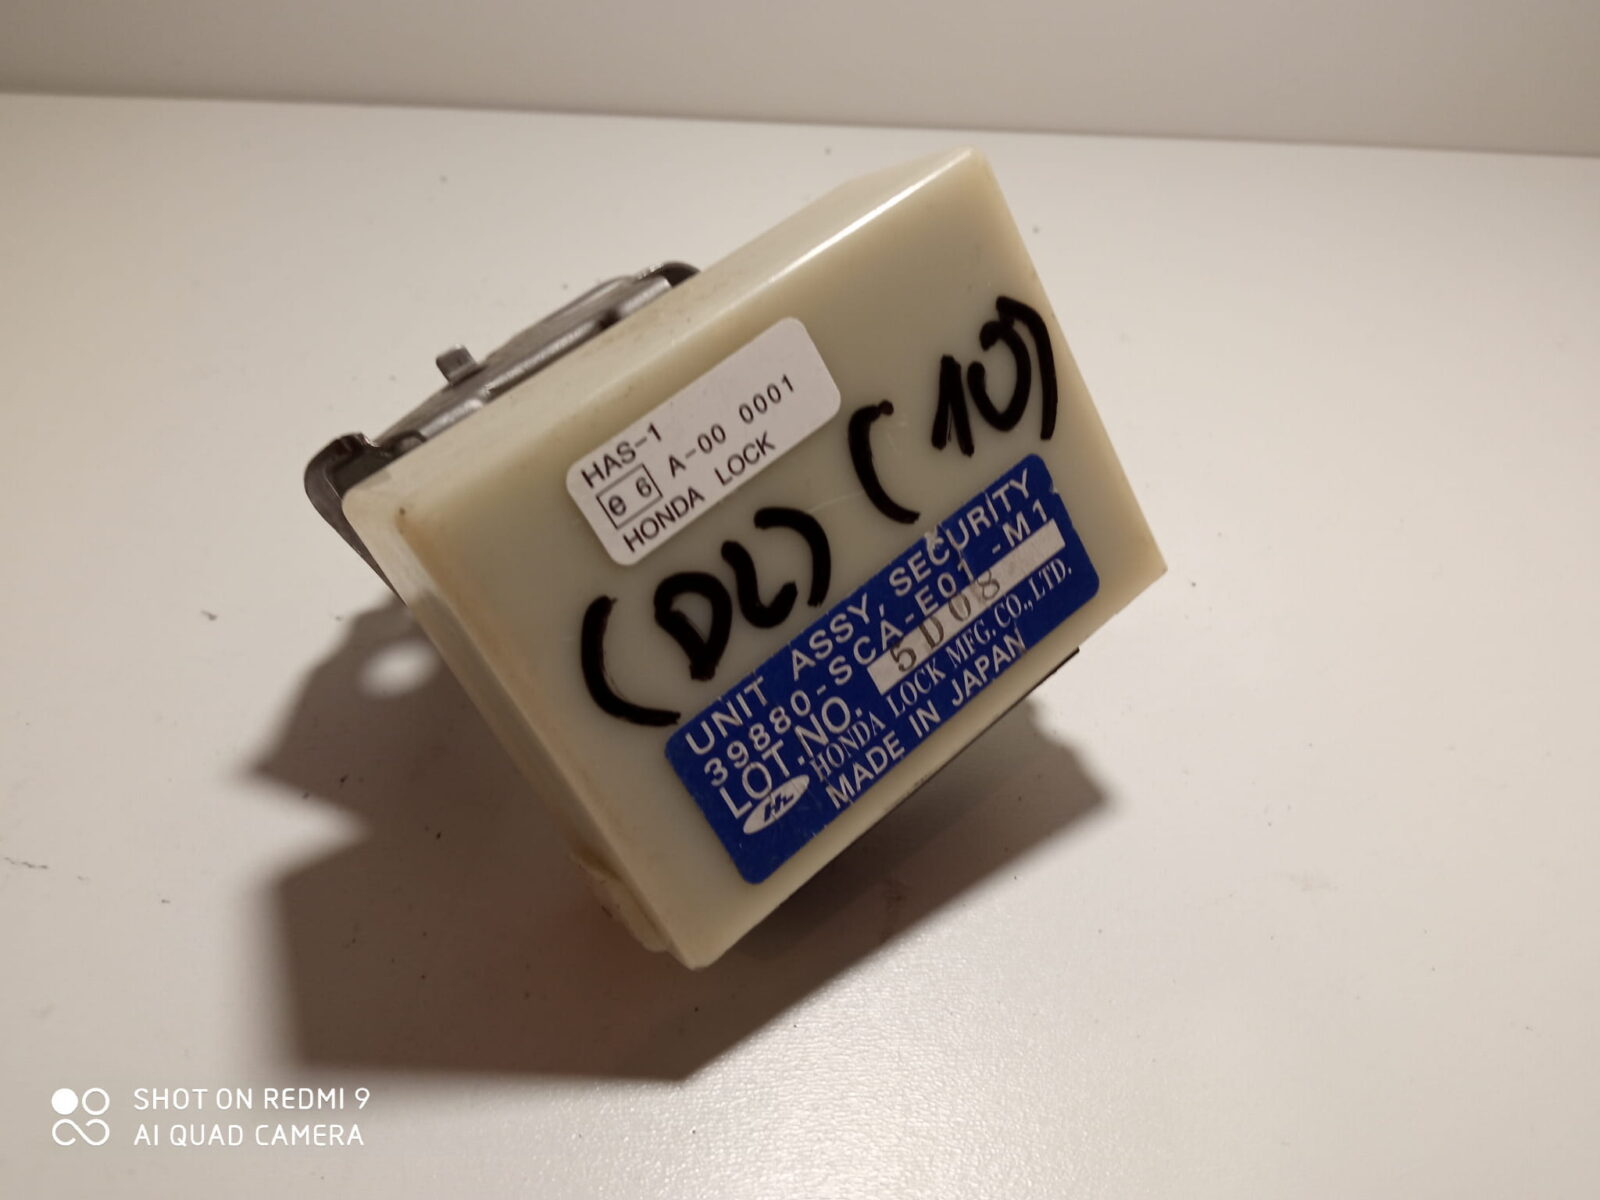 HAS-1
e 6 A-00 0001
HONDA LOCK
(DL) (10)
UNIT ASSY, SECURITY
39880-SCA-E01 -M1
LOT.NO. 5D08
HL HONDA LOCK MFG. CO., LTD.
MADE IN JAPAN
SHOT ON REDMI 9
AI QUAD CAMERA